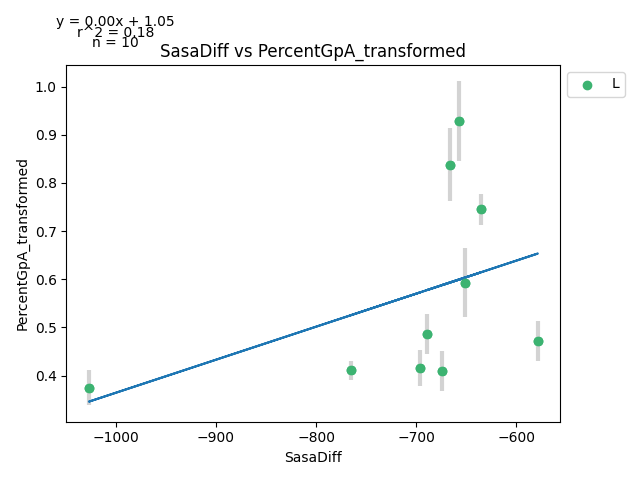 y = 0.00x + 1.05
r^2 = 0.18
n = 10
SasaDiff vs PercentGpA_transformed
L
PercentGpA_transformed
1.0
0.9
0.8
0.7
0.6
0.5
0.4
−1000
−900
−800
−700
−600
SasaDiff